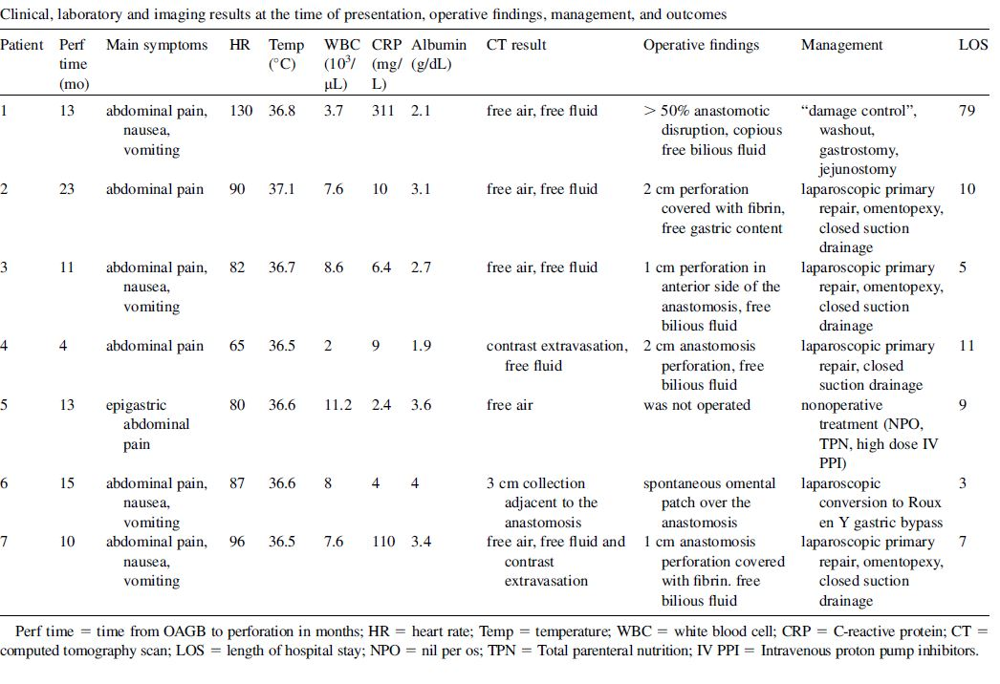 Clinical, laboratory and imaging results at the time of presentation, operative findings, management, and outcomes
Patient Perf time (mo) Main symptoms HR Temp (°C) WBC (10³/μL) CRP (mg/L) Albumin (g/dL) CT result Operative findings Management LOS
1 13 abdominal pain, nausea, vomiting 130 36.8 3.7 311 2.1 free air, free fluid > 50% anastomotic disruption, copious free bilious fluid “damage control”, washout, gastrostomy, jejunostomy 79
2 23 abdominal pain 90 37.1 7.6 10 3.1 free air, free fluid 2 cm perforation covered with fibrin, free gastric content laparoscopic primary repair, omentopexy, closed suction drainage 10
3 11 abdominal pain, nausea, vomiting 82 36.7 8.6 6.4 2.7 free air, free fluid 1 cm perforation in anterior side of the anastomosis, free bilious fluid laparoscopic primary repair, omentopexy, closed suction drainage 5
4 4 abdominal pain 65 36.5 2 9 1.9 contrast extravasation, free fluid 2 cm anastomosis perforation, free bilious fluid laparoscopic primary repair, closed suction drainage 11
5 13 epigastric abdominal pain 80 36.6 11.2 2.4 3.6 free air was not operated nonoperative treatment (NPO, TPN, high dose IV PPI) 9
6 15 abdominal pain, nausea, vomiting 87 36.6 8 4 4 3 cm collection adjacent to the anastomosis spontaneous omental patch over the anastomosis laparoscopic conversion to Roux en Y gastric bypass 3
7 10 abdominal pain, nausea, vomiting 96 36.5 7.6 110 3.4 free air, free fluid and contrast extravasation 1 cm anastomosis perforation covered with fibrin. free bilious fluid laparoscopic primary repair, omentopexy, closed suction drainage 7
Perf time = time from OAGB to perforation in months; HR = heart rate; Temp = temperature; WBC = white blood cell; CRP = C-reactive protein; CT =
computed tomography scan; LOS = length of hospital stay; NPO = nil per os; TPN = Total parenteral nutrition; IV PPI = Intravenous proton pump inhibitors.